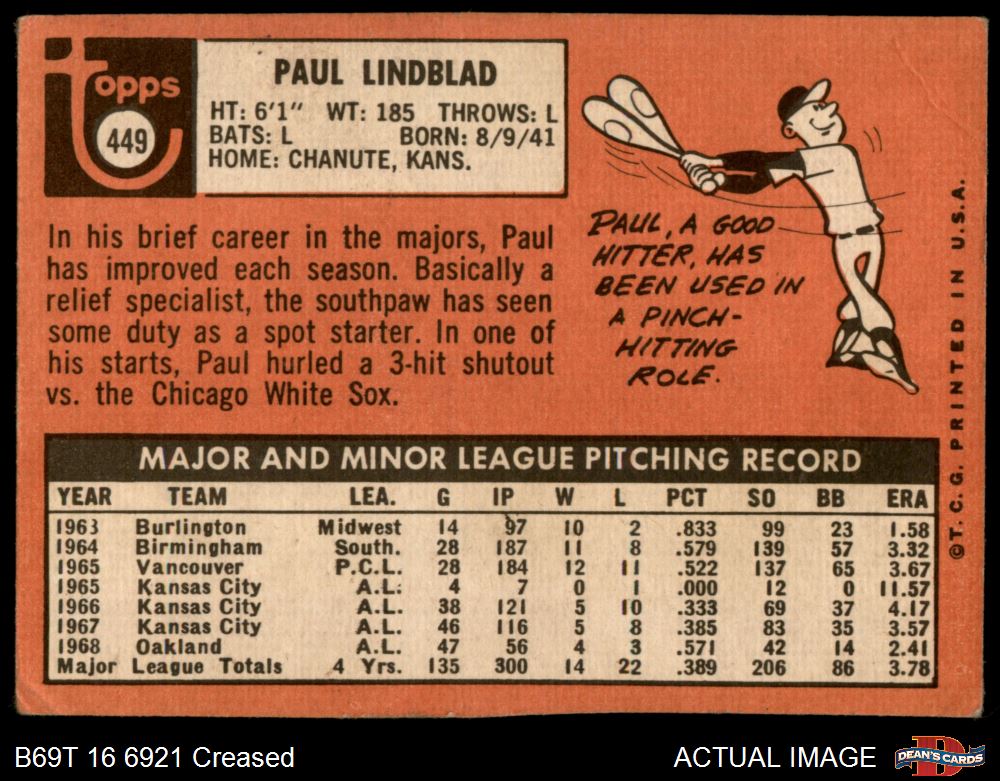 topps
449
PAUL LINDBLAD
HT: 6'1" WT: 185 THROWS: L
BATS: L BORN: 8/9/41
HOME: CHANUTE, KANS.
In his brief career in the majors, Paul
has improved each season. Basically a
relief specialist, the southpaw has seen
some duty as a spot starter. In one of
his starts, Paul hurled a 3-hit shutout
vs. the Chicago White Sox.
PAUL, A GOOD
HITTER, HAS
BEEN USED IN
A PINCH-
HITTING
ROLE.
©T. C. G. PRINTED IN U.S.A.
MAJOR AND MINOR LEAGUE PITCHING RECORD
YEAR TEAM LEA. G IP W L PCT SO BB ERA
1963 Burlington Midwest 14 97 10 2 .833 99 23 1.58
1964 Birmingham South. 28 187 11 8 .579 139 57 3.32
1965 Vancouver P.C.L. 28 184 12 11 .522 137 65 3.67
1965 Kansas City A.L. 4 7 0 1 .000 12 0 11.57
1966 Kansas City A.L. 38 121 5 10 .333 69 37 4.17
1967 Kansas City A.L. 46 116 5 8 .385 83 35 3.57
1968 Oakland A.L. 47 56 4 3 .571 42 14 2.41
Major League Totals 4 Yrs. 135 300 14 22 .389 206 86 3.78
B69T 16 6921 Creased
ACTUAL IMAGE
D
DEAN'S CARDS